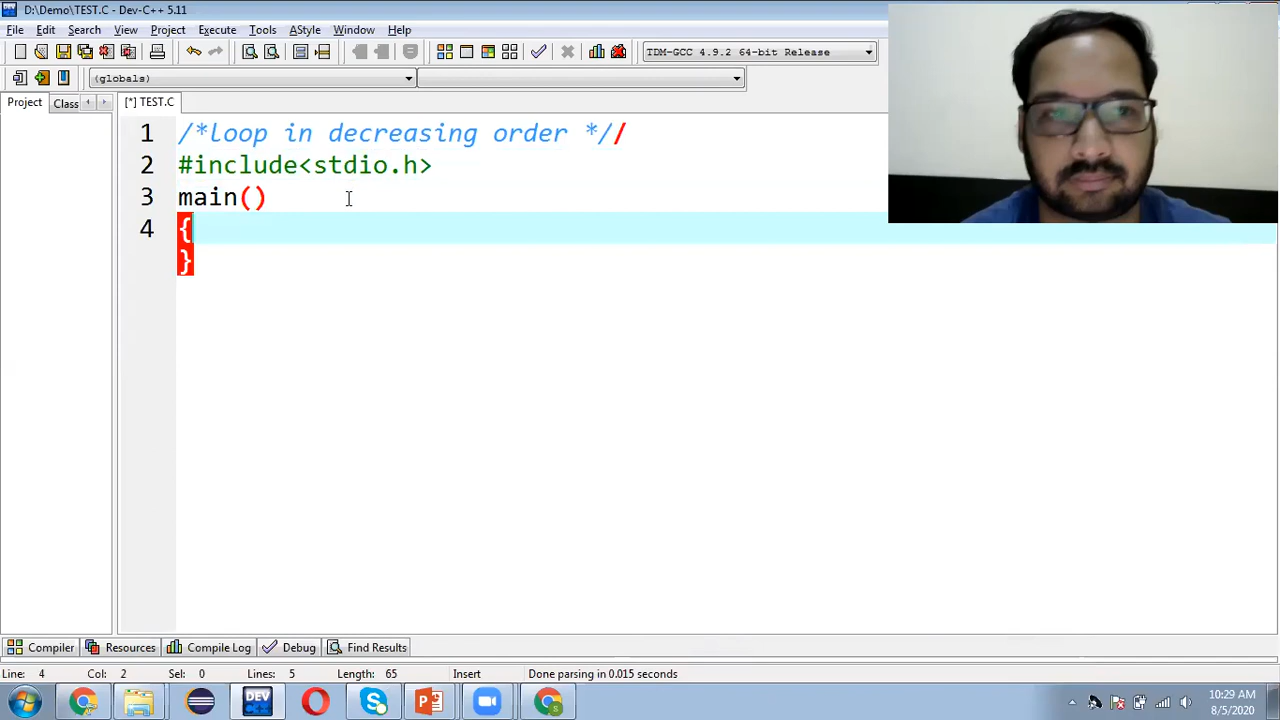 D:\Demo\TEST.C - Dev-C++ 5.11
File Edit Search View Project Execute Tools AStyle Window Help
TDM-GCC 4.9.2 64-bit Release
(globals)
Project Class [*] TEST.C
1 /*loop in decreasing order *//
2 #include<stdio.h>
3 main()
4 {
}
Compiler Resources Compile Log Debug Find Results
Line: 4 Col: 2 Sel: 0 Lines: 5 Length: 65 Insert Done parsing in 0.015 seconds
DEV C++
10:29 AM
8/5/2020